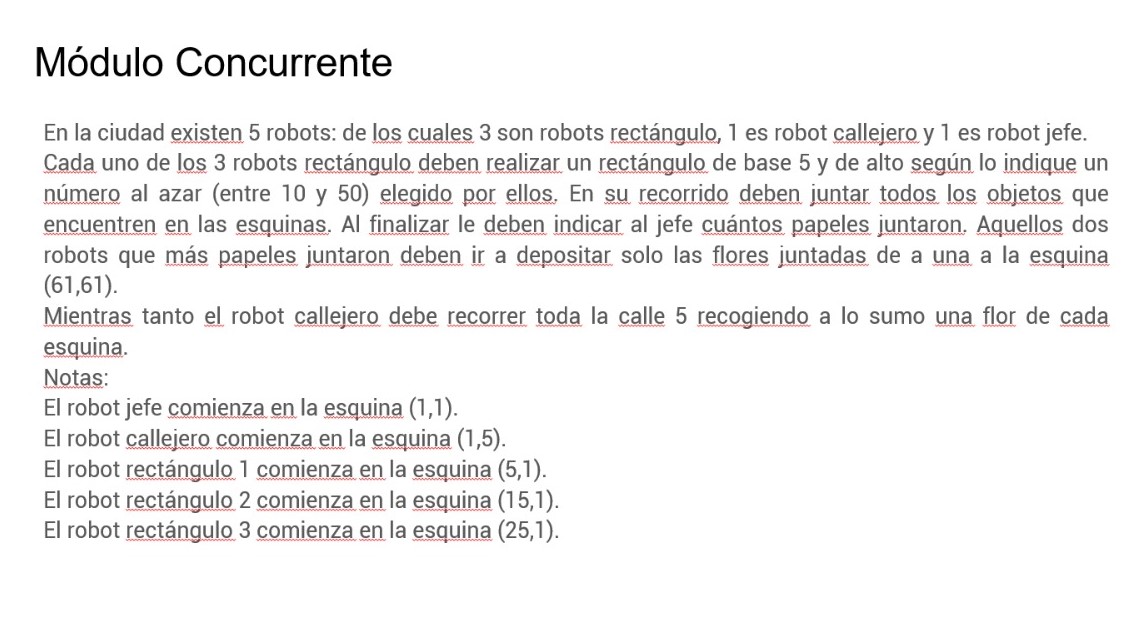 Módulo Concurrente
En la ciudad existen 5 robots: de los cuales 3 son robots rectángulo, 1 es robot callejero y 1 es robot jefe.
Cada uno de los 3 robots rectángulo deben realizar un rectángulo de base 5 y de alto según lo indique un
número al azar (entre 10 y 50) elegido por ellos. En su recorrido deben juntar todos los objetos que
encuentren en las esquinas. Al finalizar le deben indicar al jefe cuántos papeles juntaron. Aquellos dos
robots que más papeles juntaron deben ir a depositar solo las flores juntadas de a una a la esquina
(61,61).
Mientras tanto el robot callejero debe recorrer toda la calle 5 recogiendo a lo sumo una flor de cada
esquina.
Notas:
El robot jefe comienza en la esquina (1,1).
El robot callejero comienza en la esquina (1,5).
El robot rectángulo 1 comienza en la esquina (5,1).
El robot rectángulo 2 comienza en la esquina (15,1).
El robot rectángulo 3 comienza en la esquina (25,1).